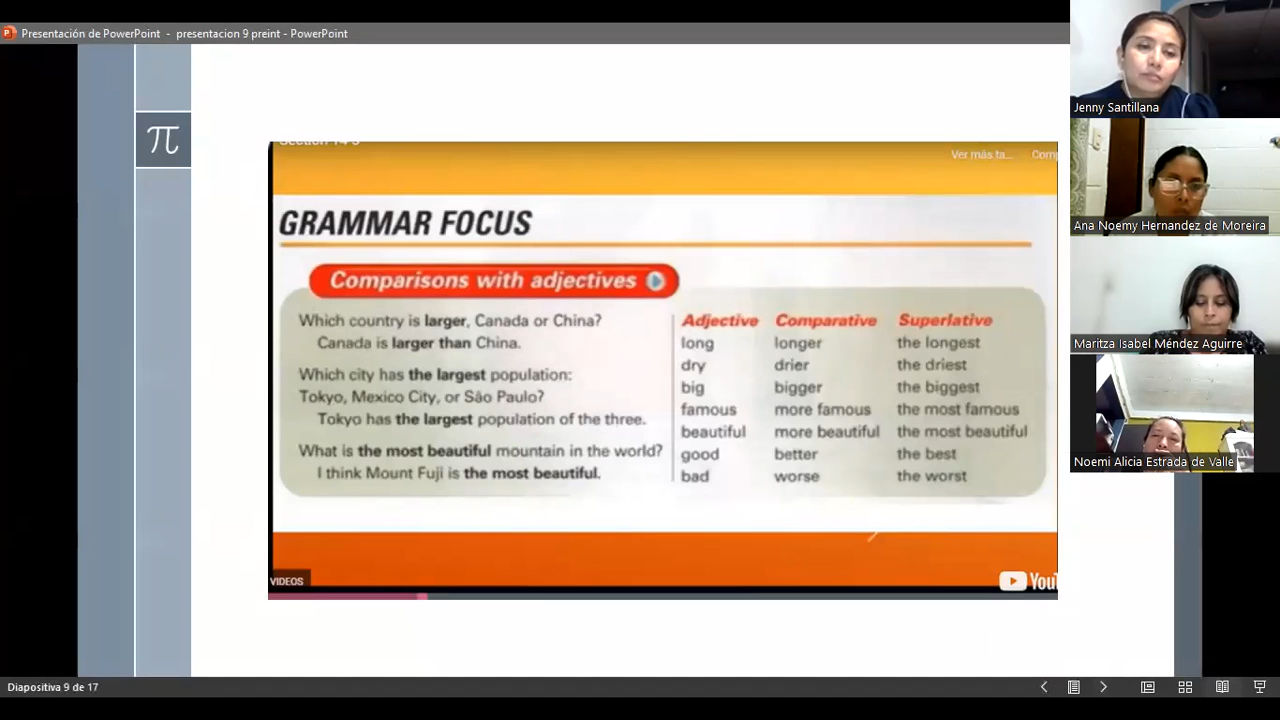 Presentación de PowerPoint - presentacion 9 preint - PowerPoint
π
Ver más ta...
GRAMMAR FOCUS
Comparisons with adjectives
Which country is larger, Canada or China?
Canada is larger than China.
Which city has the largest population:
Tokyo, Mexico City, or São Paulo?
Tokyo has the largest population of the three.
What is the most beautiful mountain in the world?
I think Mount Fuji is the most beautiful.
Adjective Comparative Superlative
long longer the longest
dry drier the driest
big bigger the biggest
famous more famous the most famous
beautiful more beautiful the most beautiful
good better the best
bad worse the worst
VIDEOS
YouT
Jenny Santillana
Ana Noemy Hernandez de Moreira
Maritza Isabel Méndez Aguirre
Noemi Alicia Estrada de Valle
Diapositiva 9 de 17